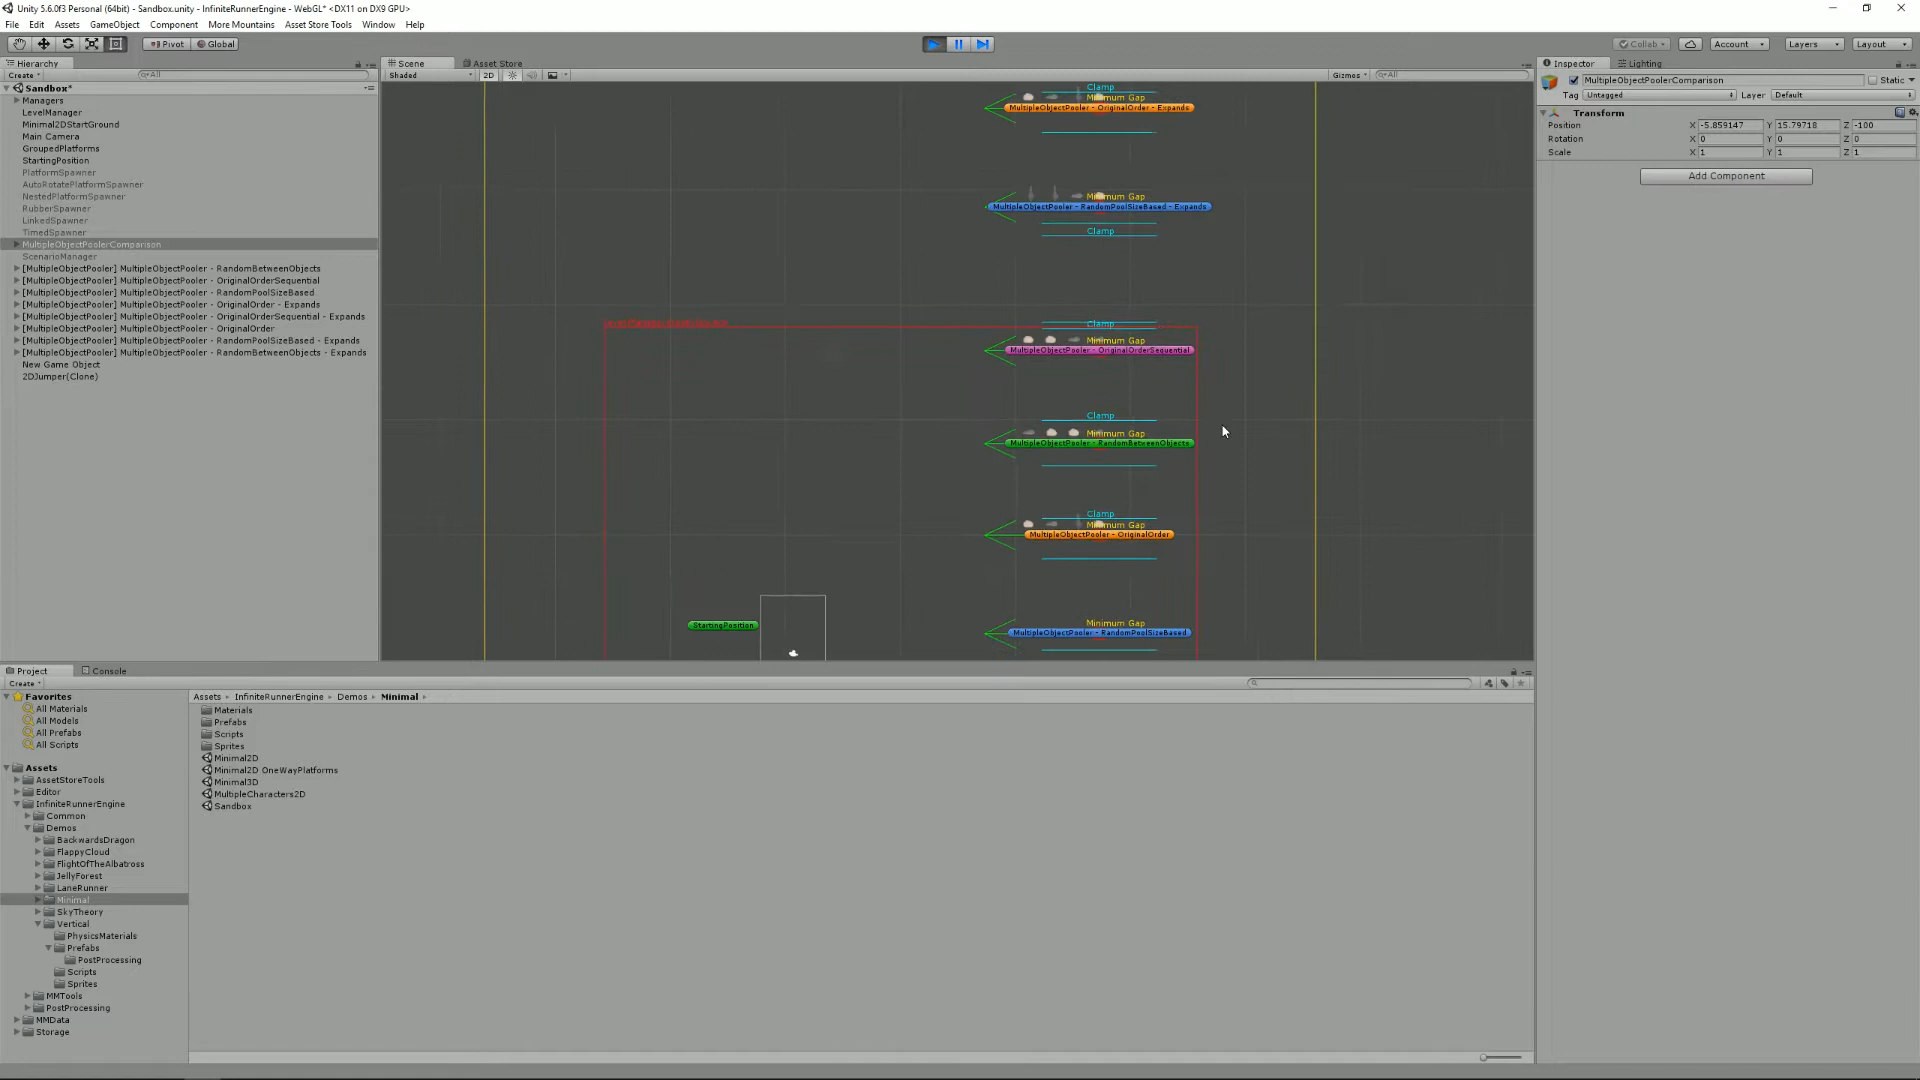 Unity 5.6.0f3 Personal (64bit) - Sandbox.unity - InfiniteRunnerEngine - WebGL* <DX11 on DX9 GPU>
File Edit Assets GameObject Component More Mountains Asset Store Tools Window Help
Pivot Global Collab Account Layers Layout
Hierarchy
Create All
Sandbox*
Managers
LevelManager
Minimal2DStartGround
Main Camera
GroupedPlatforms
StartingPosition
PlatformSpawner
AutoRotatePlatformSpawner
NestedPlatformSpawner
RubberSpawner
LinkedSpawner
TimedSpawner
MultipleObjectPoolerComparison
ScenarioManager
[MultipleObjectPooler] MultipleObjectPooler - RandomBetweenObjects
[MultipleObjectPooler] MultipleObjectPooler - OriginalOrderSequential
[MultipleObjectPooler] MultipleObjectPooler - RandomPoolSizeBased
[MultipleObjectPooler] MultipleObjectPooler - OriginalOrder - Expands
[MultipleObjectPooler] MultipleObjectPooler - OriginalOrderSequential - Expands
[MultipleObjectPooler] MultipleObjectPooler - OriginalOrder
[MultipleObjectPooler] MultipleObjectPooler - RandomPoolSizeBased - Expands
[MultipleObjectPooler] MultipleObjectPooler - RandomBetweenObjects - Expands
New Game Object
2DJumper(Clone)
Scene Asset Store
Shaded 2D Gizmos All
Clamp
Minimum Gap
MultipleObjectPooler - OriginalOrder - Expands
Minimum Gap
MultipleObjectPooler - RandomPoolSizeBased - Expands
Clamp
Clamp
Minimum Gap
MultipleObjectPooler - OriginalOrderSequential
Clamp
Minimum Gap
MultipleObjectPooler - RandomBetweenObjects
Clamp
Minimum Gap
MultipleObjectPooler - OriginalOrder
Minimum Gap
MultipleObjectPooler - RandomPoolSizeBased
StartingPosition
Inspector Lighting
MultipleObjectPoolerComparison Static
Tag Untagged Layer Default
Transform
Position X -5.859147 Y 15.79718 Z -100
Rotation X 0 Y 0 Z 0
Scale X 1 Y 1 Z 1
Add Component
Project Console
Create
Favorites
All Materials
All Models
All Prefabs
All Scripts
Assets
AssetStoreTools
Editor
InfiniteRunnerEngine
Common
Demos
BackwardsDragon
FlappyCloud
FlightOfTheAlbatross
JellyForest
LaneRunner
Minimal
SkyTheory
Vertical
PhysicsMaterials
Prefabs
PostProcessing
Scripts
Sprites
MMTools
PostProcessing
MMData
Storage
Assets InfiniteRunnerEngine Demos Minimal
Materials
Prefabs
Scripts
Sprites
Minimal2D
Minimal2D OneWayPlatforms
Minimal3D
MultipleCharacters2D
Sandbox